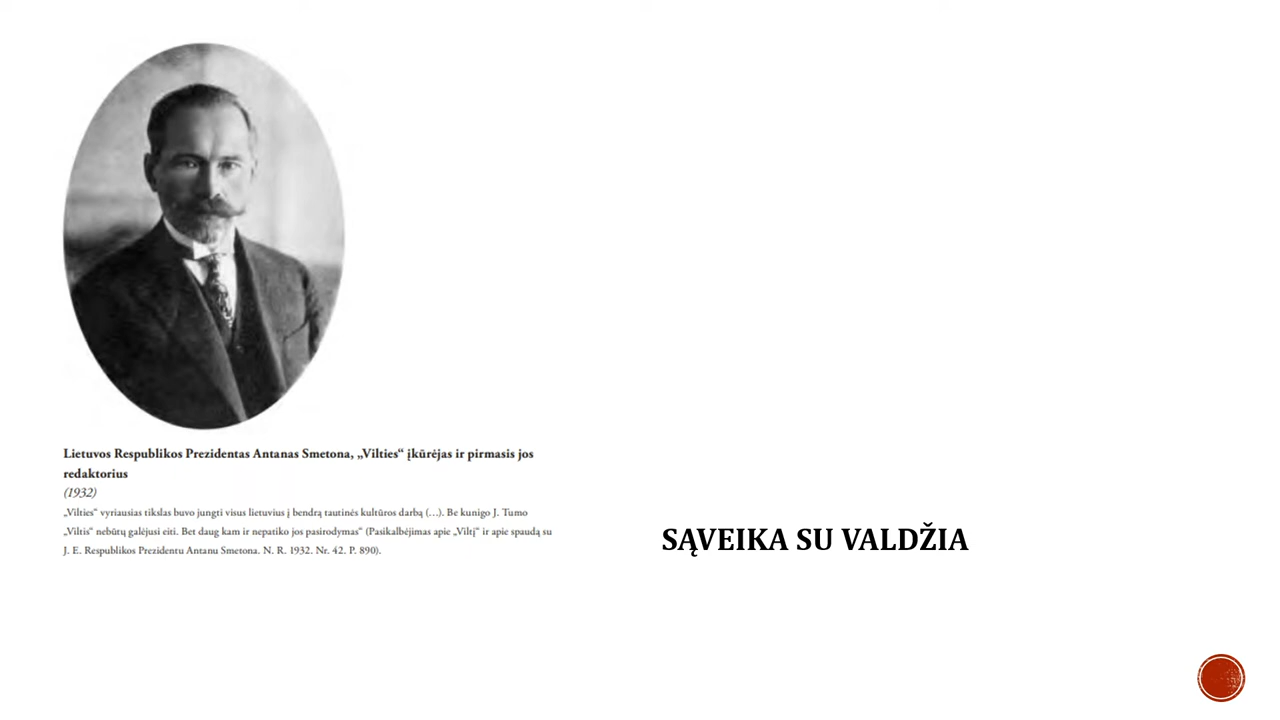 Lietuvos Respublikos Prezidentas Antanas Smetona, „Vilties“ įkūrėjas ir pirmasis jos
redaktorius
(1932)
„Vilties“ vyriausias tikslas buvo jungti visus lietuvius į bendrą tautinės kultūros darbą (…). Be kunigo J. Tumo
„Viltis“ nebūtų galėjusi eiti. Bet daug kam ir nepatiko jos pasirodymas“ (Pasikalbėjimas apie „Viltį“ ir apie spaudą su
J. E. Respublikos Prezidentu Antanu Smetona. N. R. 1932. Nr. 42. P. 890).
SĄVEIKA SU VALDŽIA